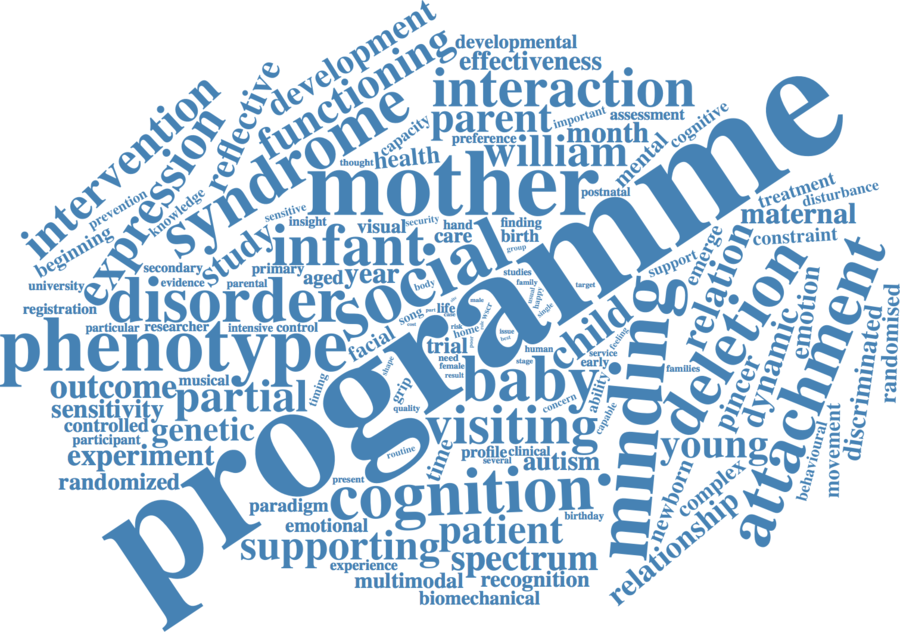 development
developmental
effectiveness
functioning
reflective
interaction
intervention
syndrome
capacity
parent
important
assessment
preference
month
cognitive
expression
thought
health
william
mental
prevention
knowledge
mother
postnatal
treatment
disturbance
beginning
sensitive
insight
visual
security
hand
finding
maternal
study
infant
care
birth
constraint
university
secondary
evidence
primary
aged
year
social
group
programme
emerge
support
relation
registration
disorder
parental
body
studies
family
target
song
part
life
male
wscr
happy
usual
single
particular
researcher
intensive
control
facial
risk
home
issue
best
child
feeling
phenotype
trial
human
service
minding
deletion
dynamic
emotion
attachment
randomised
discriminated
outcome
musical
timing
shape
need
female
result
stage
early
families
pincer
sensitivity
partial
grip
baby
ability
concern
capable
controlled
quality
participant
genetic
visiting
young
experiment
routine
time
profile
clinical
several
autism
behavioural
movement
randomized
present
cognition
newborn
complex
paradigm
birthday
emotional
patient
relationship
supporting
experience
spectrum
multimodal
recognition
biomechanical